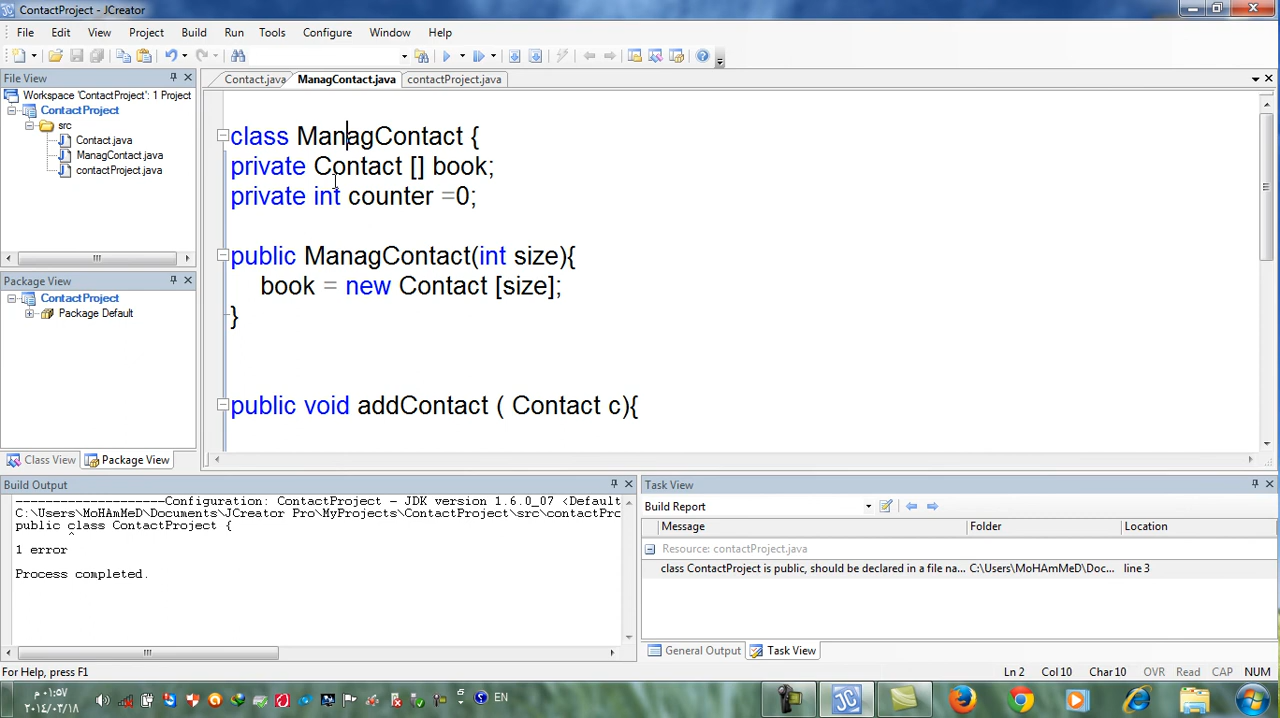 ContactProject - JCreator
File Edit View Project Build Run Tools Configure Window Help
File View
Workspace 'ContactProject': 1 Project
ContactProject
src
Contact.java
ManagContact.java
contactProject.java
Package View
ContactProject
Package Default
Class View Package View
Contact.java ManagContact.java contactProject.java
class ManagContact {
private Contact [] book;
private int counter =0;
public ManagContact(int size){
book = new Contact [size];
}
public void addContact ( Contact c){
Build Output
--------------------Configuration: ContactProject - JDK version 1.6.0_07 <Default
C:\Users\MoHAmMeD\Documents\JCreator Pro\MyProjects\ContactProject\src\contactPro
public class ContactProject {
^
1 error
Process completed.
Task View
Build Report
Message Folder Location
Resource: contactProject.java
class ContactProject is public, should be declared in a file na... C:\Users\MoHAmMeD\Doc... line 3
General Output Task View
For Help, press F1
Ln 2 Col 10 Char 10 OVR Read CAP NUM
EN
٠١:٥٧ م
٢٠١٤/٠٣/١٨